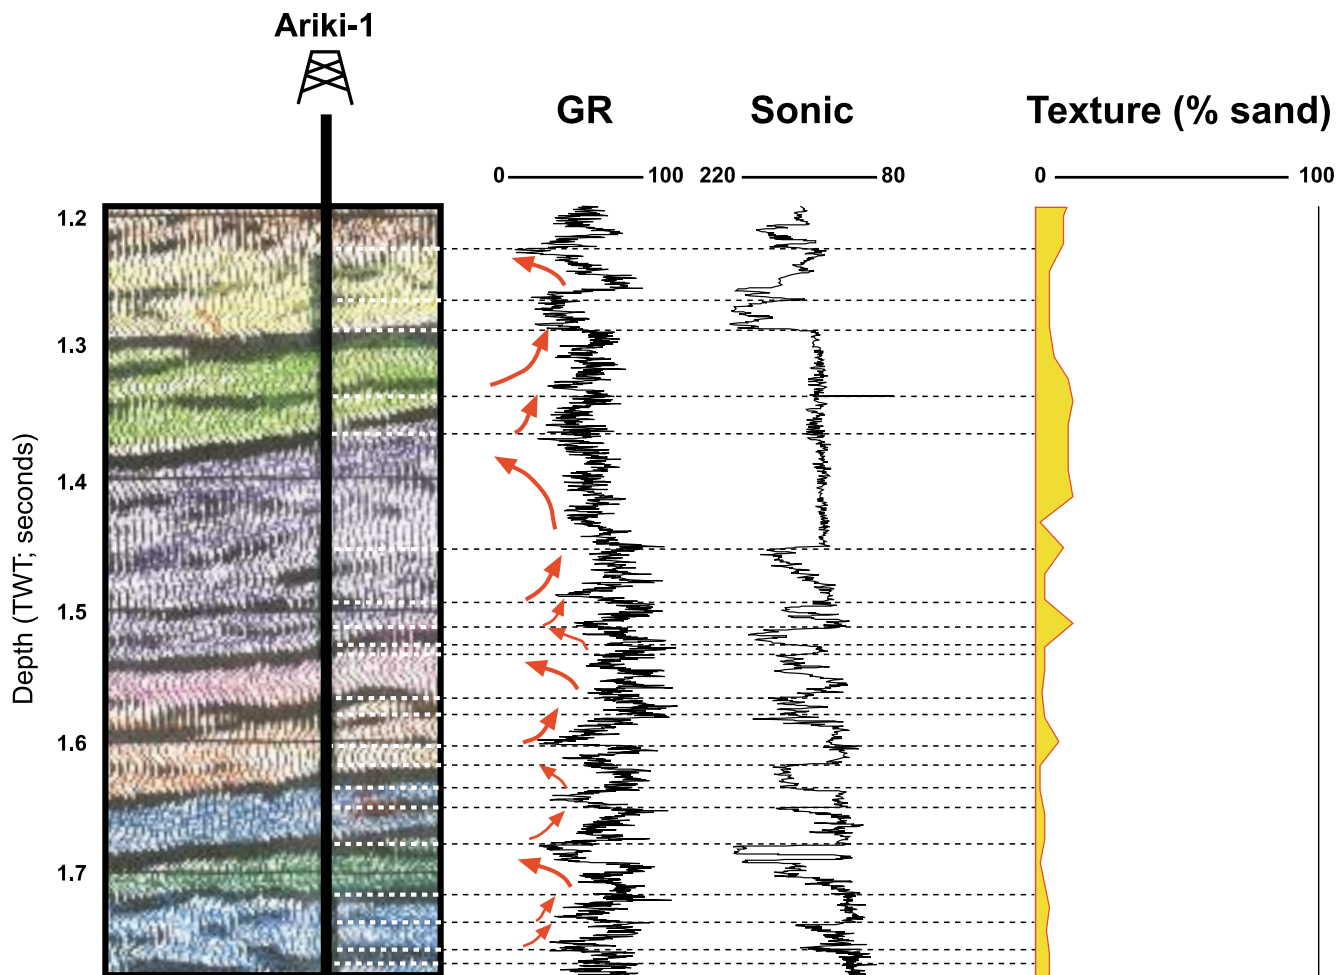 Ariki-1
GR
Sonic
Texture (% sand)
0
100
220
80
0
100
Depth (TWT; seconds)
1.2
1.3
1.4
1.5
1.6
1.7